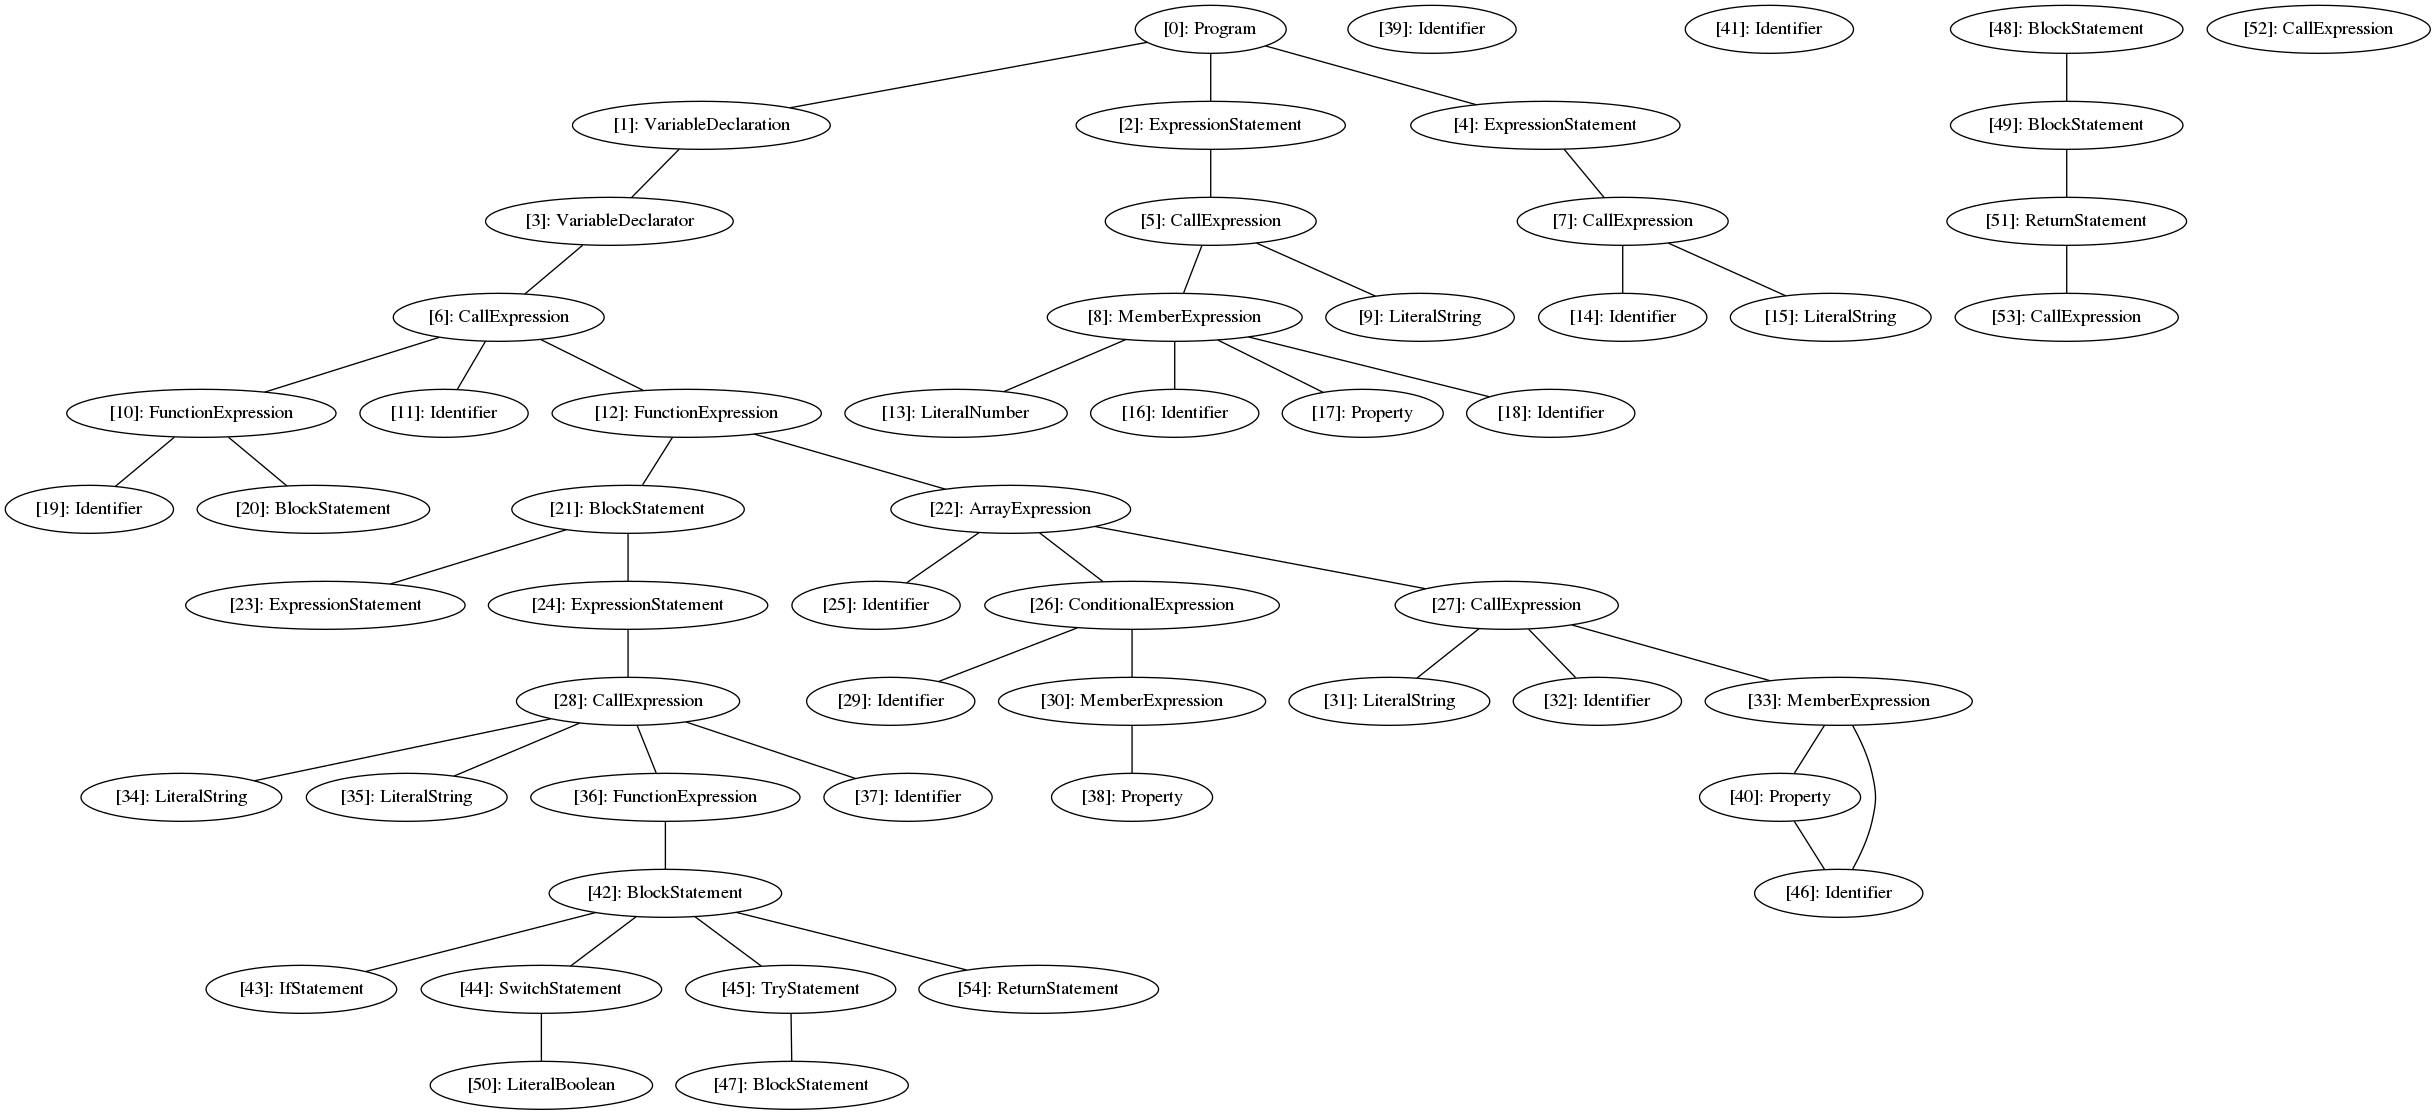 [0]: Program
[39]: Identifier
[41]: Identifier
[48]: BlockStatement
[52]: CallExpression
[1]: VariableDeclaration
[2]: ExpressionStatement
[4]: ExpressionStatement
[49]: BlockStatement
[3]: VariableDeclarator
[5]: CallExpression
[7]: CallExpression
[51]: ReturnStatement
[6]: CallExpression
[8]: MemberExpression
[9]: LiteralString
[14]: Identifier
[15]: LiteralString
[53]: CallExpression
[10]: FunctionExpression
[11]: Identifier
[12]: FunctionExpression
[13]: LiteralNumber
[16]: Identifier
[17]: Property
[18]: Identifier
[19]: Identifier
[20]: BlockStatement
[21]: BlockStatement
[22]: ArrayExpression
[23]: ExpressionStatement
[24]: ExpressionStatement
[25]: Identifier
[26]: ConditionalExpression
[27]: CallExpression
[28]: CallExpression
[29]: Identifier
[30]: MemberExpression
[31]: LiteralString
[32]: Identifier
[33]: MemberExpression
[34]: LiteralString
[35]: LiteralString
[36]: FunctionExpression
[37]: Identifier
[38]: Property
[40]: Property
[42]: BlockStatement
[46]: Identifier
[43]: IfStatement
[44]: SwitchStatement
[45]: TryStatement
[54]: ReturnStatement
[50]: LiteralBoolean
[47]: BlockStatement